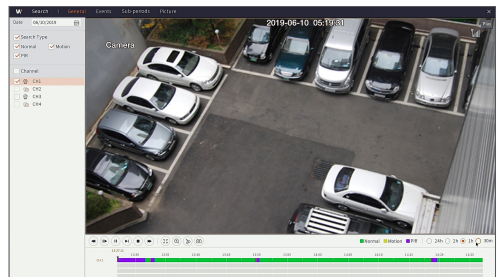 Search General Events Sub-periods Picture
Date 06/10/2019
Search Type
Normal Motion
PIR
Channel
CH1
CH2
CH3
CH4
2019-06-10 05:19:31
Camera
Normal Motion PIR 24h 2h 1h 30m
CH1